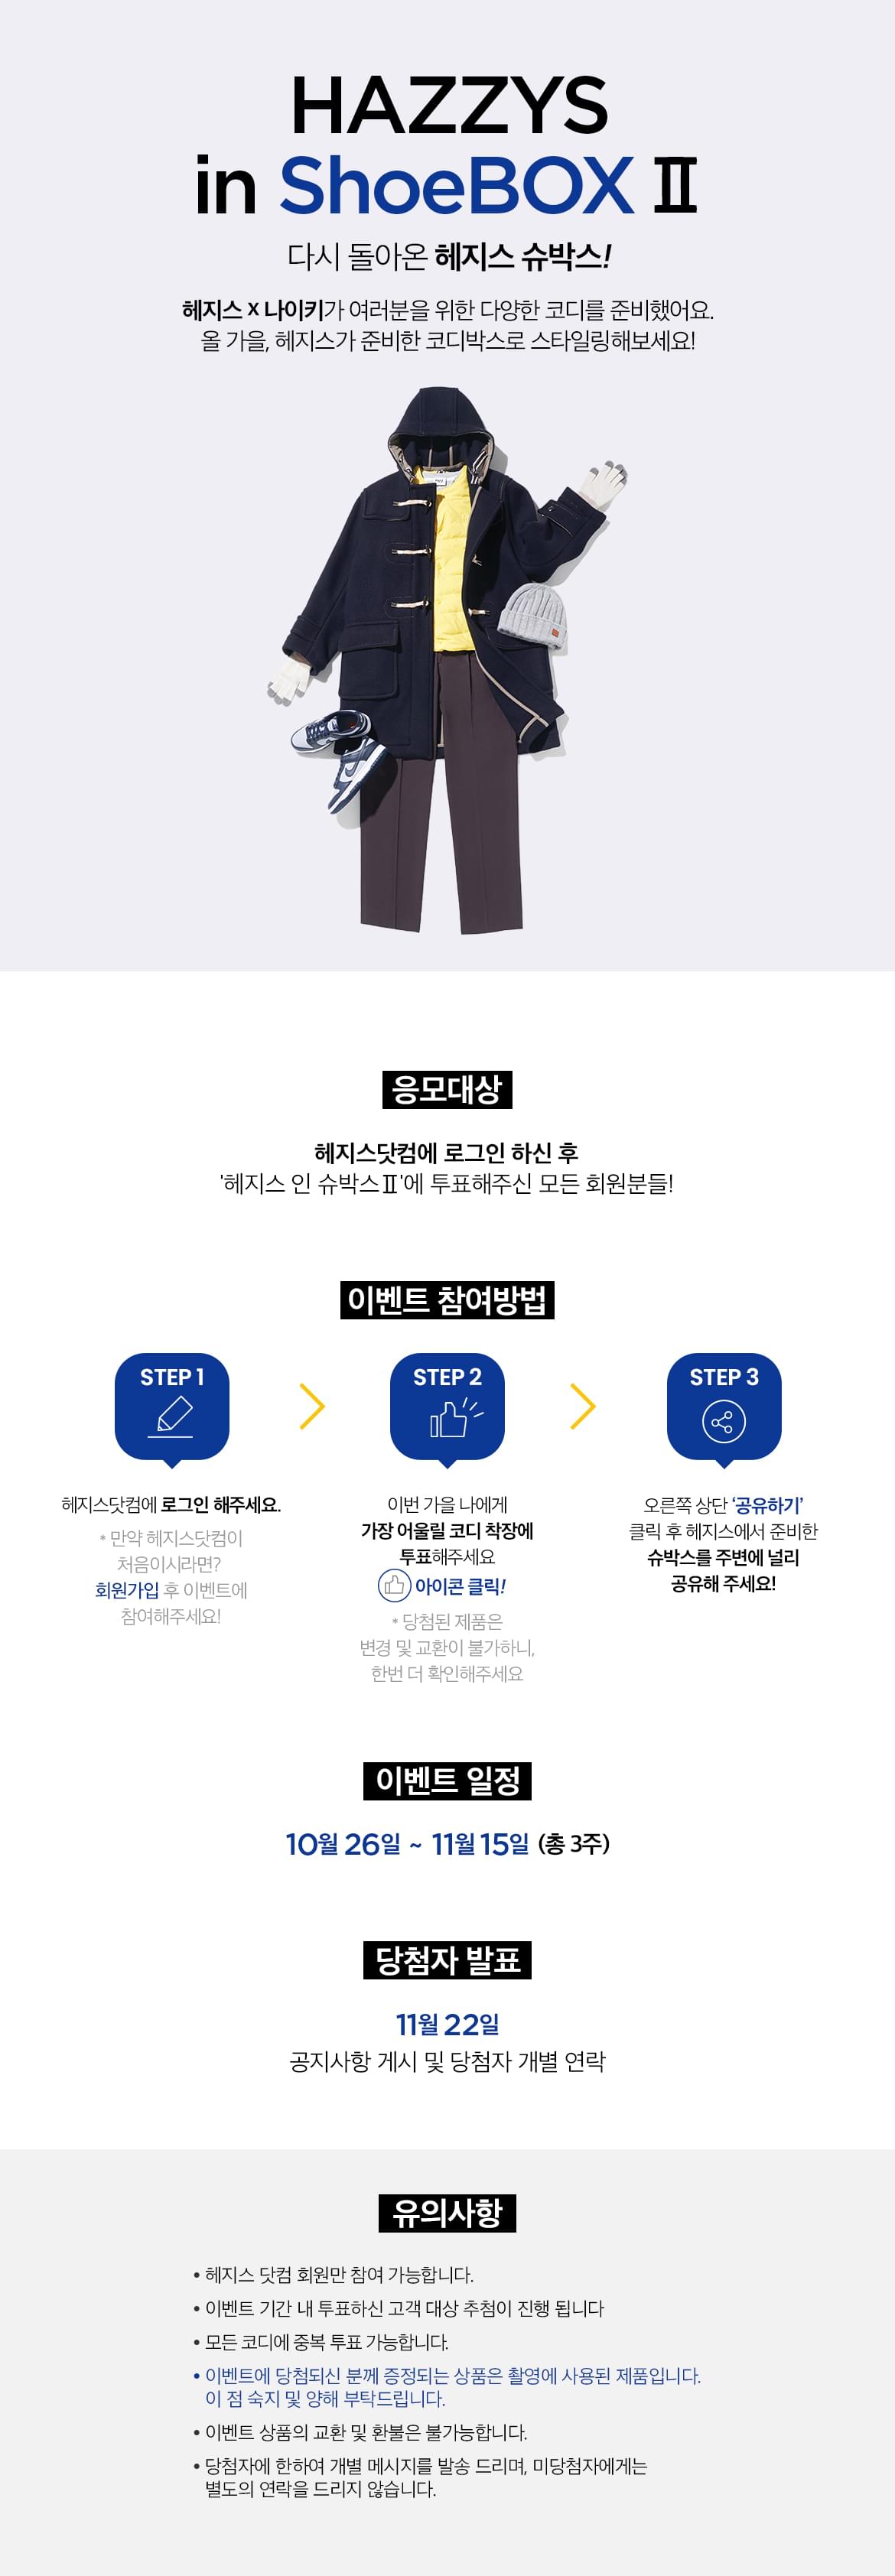 HAZZYS
in ShoeBOX Ⅱ
다시 돌아온 헤지스 슈박스!
헤지스 x 나이키가 여러분을 위한 다양한 코디를 준비했어요.
올 가을, 헤지스가 준비한 코디박스로 스타일링해보세요!
응모대상
헤지스닷컴에 로그인 하신 후
'헤지스 인 슈박스Ⅱ'에 투표해주신 모든 회원분들!
이벤트 참여방법
STEP 1
헤지스닷컴에 로그인 해주세요.
* 만약 헤지스닷컴이
처음이시라면?
회원가입 후 이벤트에
참여해주세요!
STEP 2
이번 가을 나에게
가장 어울릴 코디 착장에
투표해주세요
아이콘 클릭!
* 당첨된 제품은
변경 및 교환이 불가하니,
한번 더 확인해주세요
STEP 3
오른쪽 상단 ‘공유하기’
클릭 후 헤지스에서 준비한
슈박스를 주변에 널리
공유해 주세요!
이벤트 일정
10월 26일 ~ 11월 15일 (총 3주)
당첨자 발표
11월 22일
공지사항 게시 및 당첨자 개별 연락
유의사항
• 헤지스 닷컴 회원만 참여 가능합니다.
• 이벤트 기간 내 투표하신 고객 대상 추첨이 진행 됩니다
• 모든 코디에 중복 투표 가능합니다.
• 이벤트에 당첨되신 분께 증정되는 상품은 촬영에 사용된 제품입니다.
이 점 숙지 및 양해 부탁드립니다.
• 이벤트 상품의 교환 및 환불은 불가능합니다.
• 당첨자에 한하여 개별 메시지를 발송 드리며, 미당첨자에게는
별도의 연락을 드리지 않습니다.